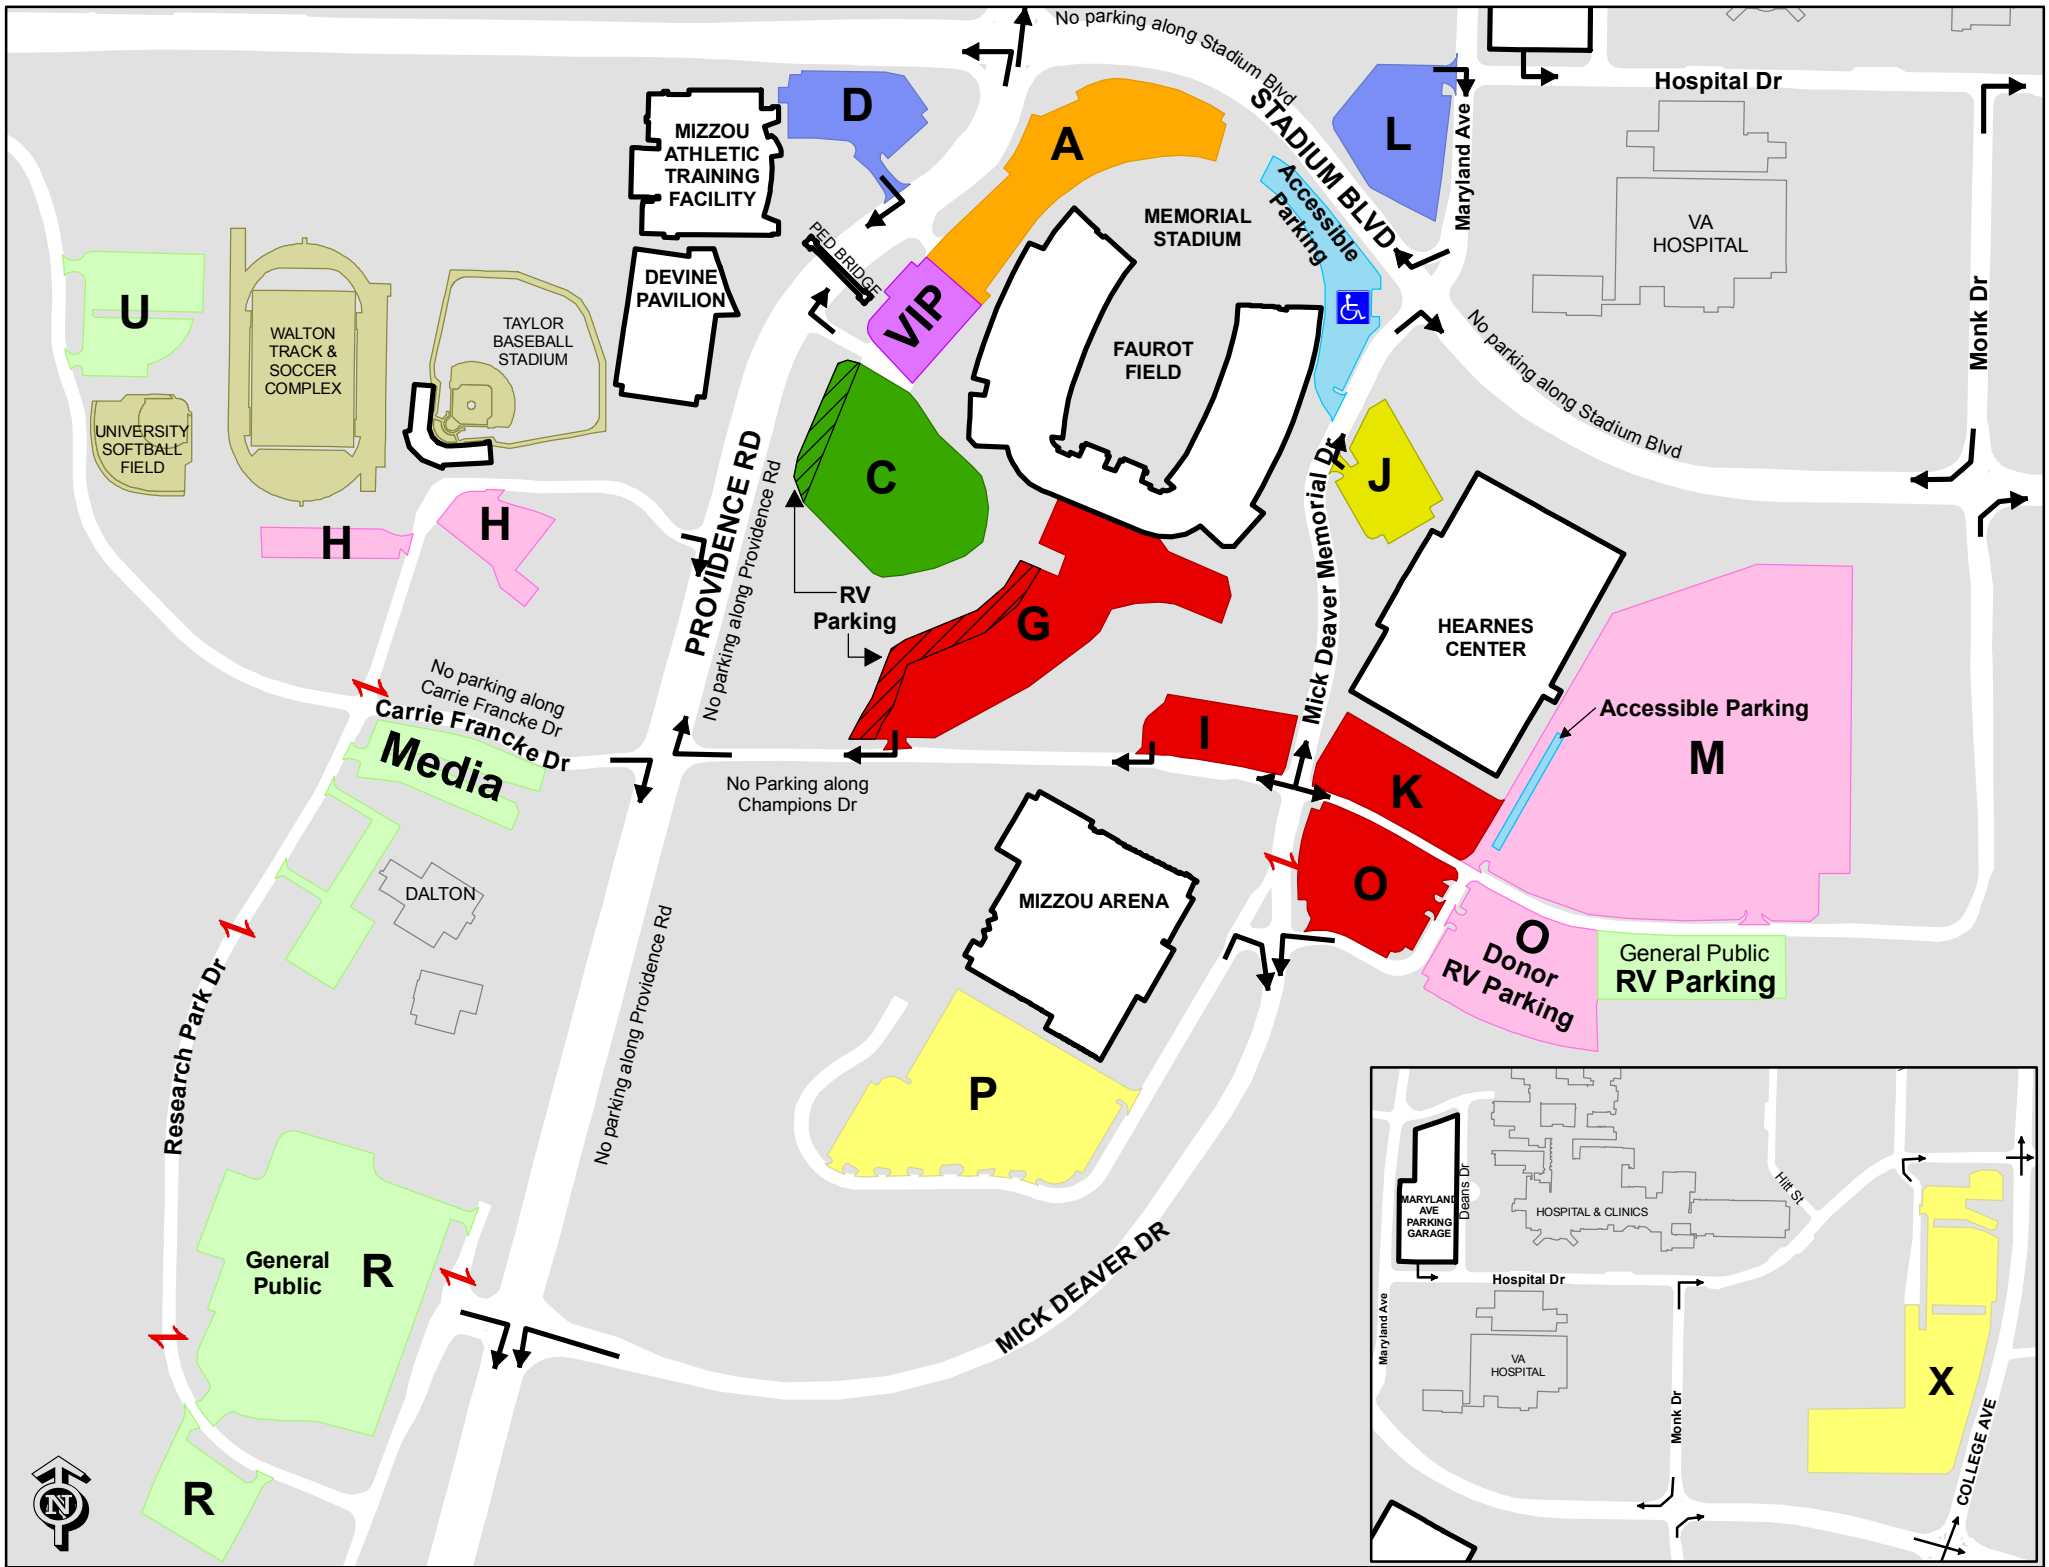 No parking along Stadium Blvd
STADIUM BLVD
Hospital Dr
Maryland Ave
D
A
L
MIZZOU
ATHLETIC
TRAINING
FACILITY
Accessible
Parking
MEMORIAL
STADIUM
VA
HOSPITAL
PED BRIDGE
DEVINE
PAVILION
VIP
U
WALTON
TRACK &
SOCCER
COMPLEX
TAYLOR
BASEBALL
STADIUM
FAUROT
FIELD
Monk Dr
No parking along Stadium Blvd
UNIVERSITY
SOFTBALL
FIELD
C
J
H
H
PROVIDENCE RD
No parking along Providence Rd
Mick Deaver Memorial Dr
RV
Parking
G
HEARNES
CENTER
No parking along
Carrie Francke Dr
Carrie Francke Dr
Media
I
Accessible Parking
M
No Parking along
Champions Dr
K
DALTON
MIZZOU ARENA
O
O
Donor
RV Parking
General Public
RV Parking
Research Park Dr
No parking along Providence Rd
P
General
Public
R
MICK DEAVER DR
R
N
MARYLAND
AVE
PARKING
GARAGE
Deans Dr
HOSPITAL & CLINICS
Hitt St
Hospital Dr
Maryland Ave
VA
HOSPITAL
Monk Dr
X
COLLEGE AVE